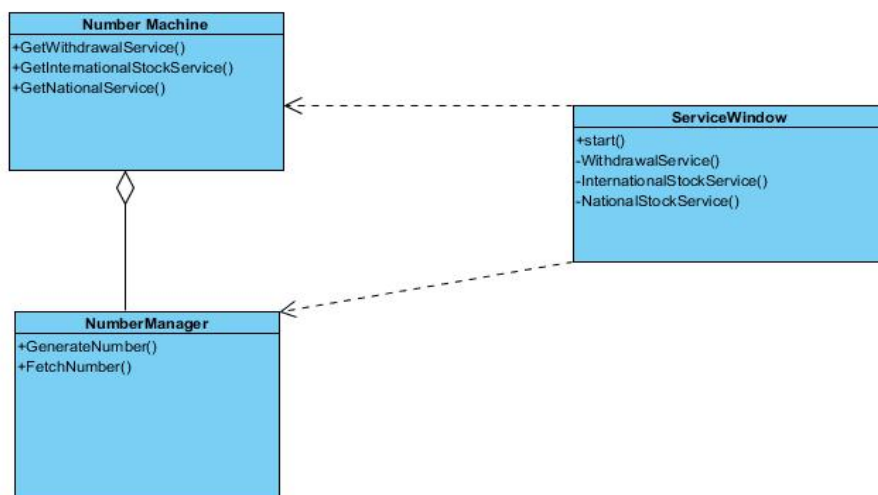 Number Machine
+GetWithdrawalService()
+GetInternationalStockService()
+GetNationalService()
ServiceWindow
+start()
-WithdrawalService()
-InternationalStockService()
-NationalStockService()
NumberManager
+GenerateNumber()
+FetchNumber()